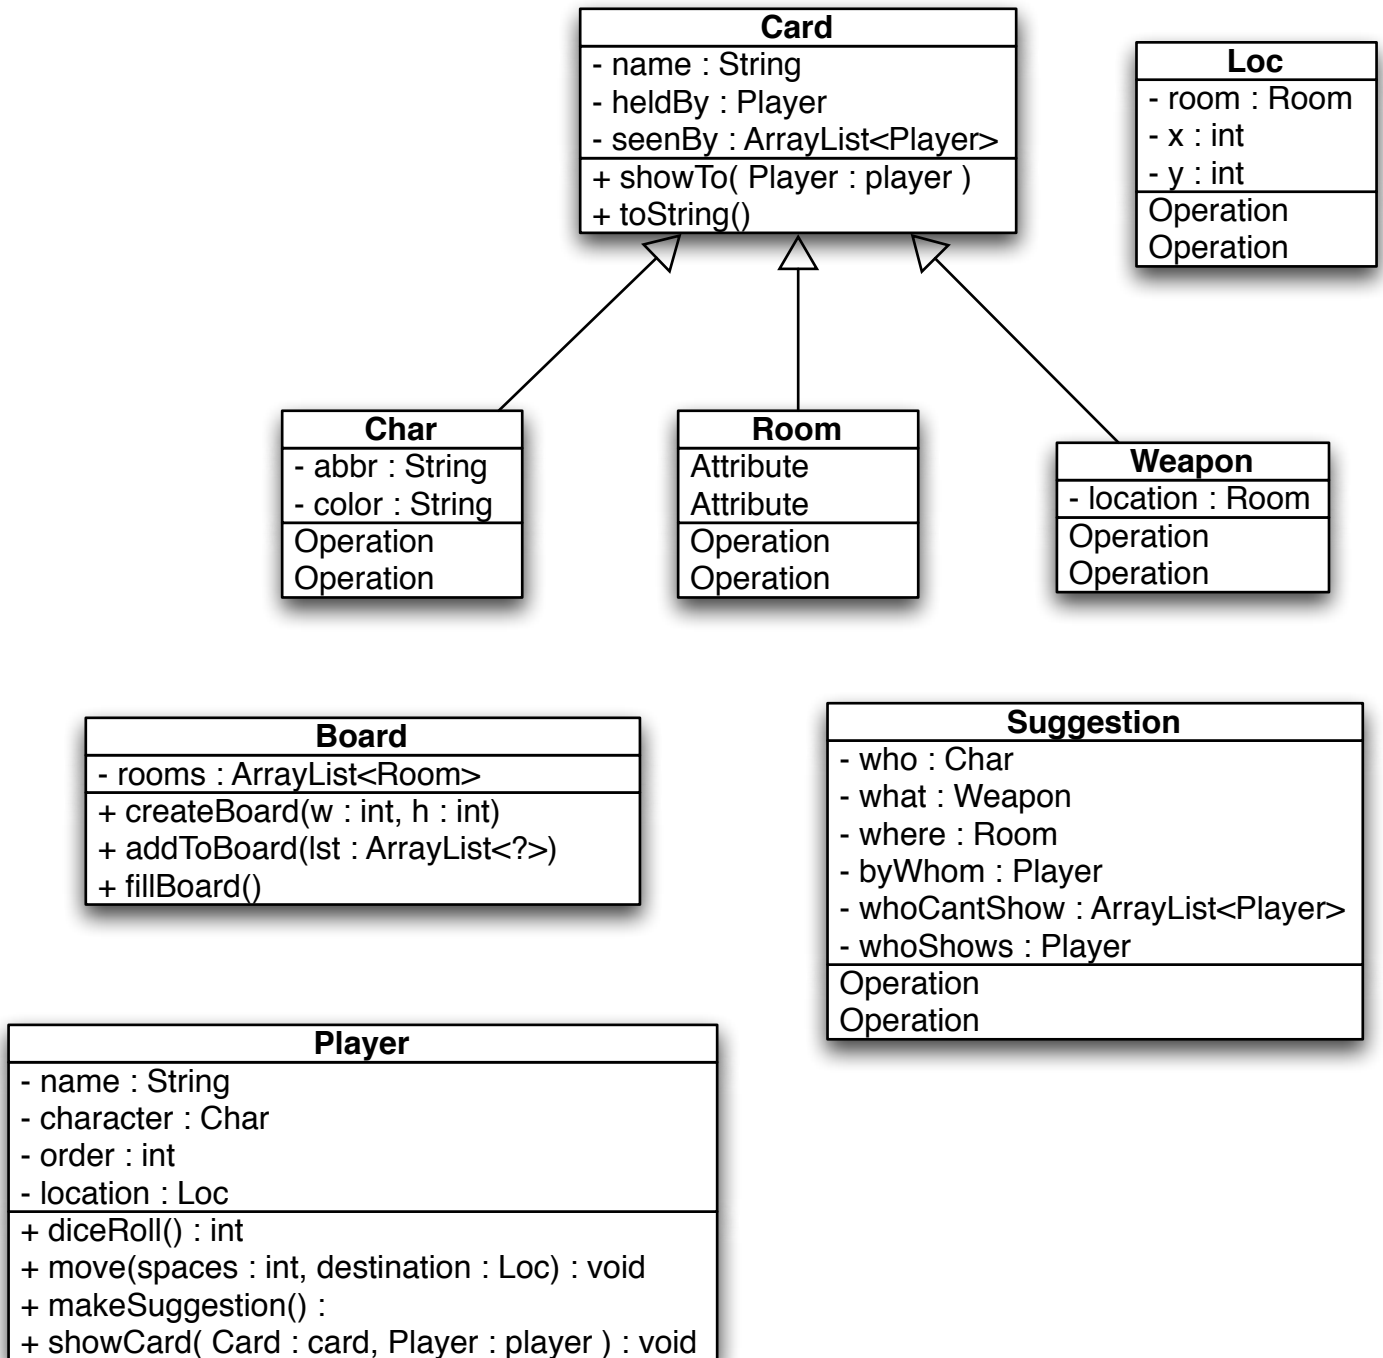 Card
- name : String
- heldBy : Player
- seenBy : ArrayList<Player>
+ showTo( Player : player )
+ toString()
Loc
- room : Room
- x : int
- y : int
Operation
Operation
Char
- abbr : String
- color : String
Operation
Operation
Room
Attribute
Attribute
Operation
Operation
Weapon
- location : Room
Operation
Operation
Board
- rooms : ArrayList<Room>
+ createBoard(w : int, h : int)
+ addToBoard(lst : ArrayList<?>)
+ fillBoard()
Suggestion
- who : Char
- what : Weapon
- where : Room
- byWhom : Player
- whoCantShow : ArrayList<Player>
- whoShows : Player
Operation
Operation
Player
- name : String
- character : Char
- order : int
- location : Loc
+ diceRoll() : int
+ move(spaces : int, destination : Loc) : void
+ makeSuggestion() :
+ showCard( Card : card, Player : player ) : void